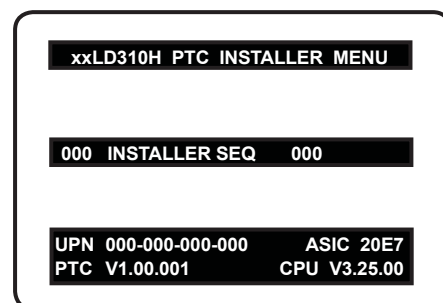 xxLD310H PTC INSTALLER MENU
000 INSTALLER SEQ 000
UPN 000-000-000-000 ASIC 20E7
PTC V1.00.001 CPU V3.25.00